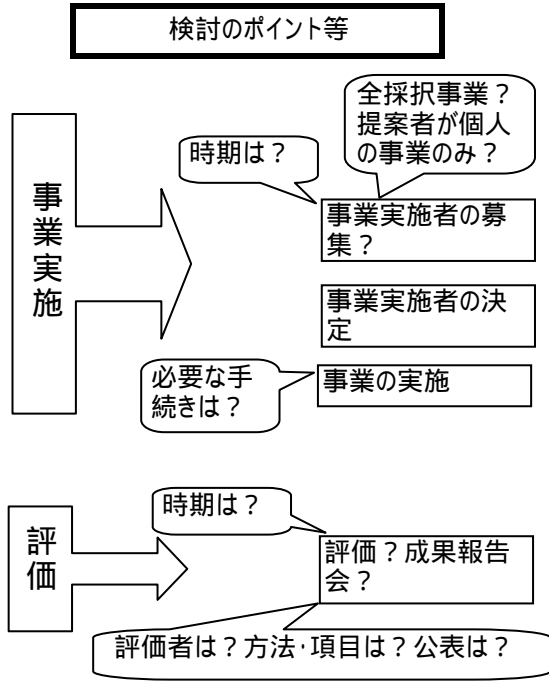 検討のポイント等
全採択事業？
提案者が個人
の事業のみ？
時期は？
事業実施
事業実施者の募
集？
事業実施者の決
定
必要な手
続きは？
事業の実施
時期は？
評価
評価？成果報告
会？
評価者は？方法・項目は？公表は？